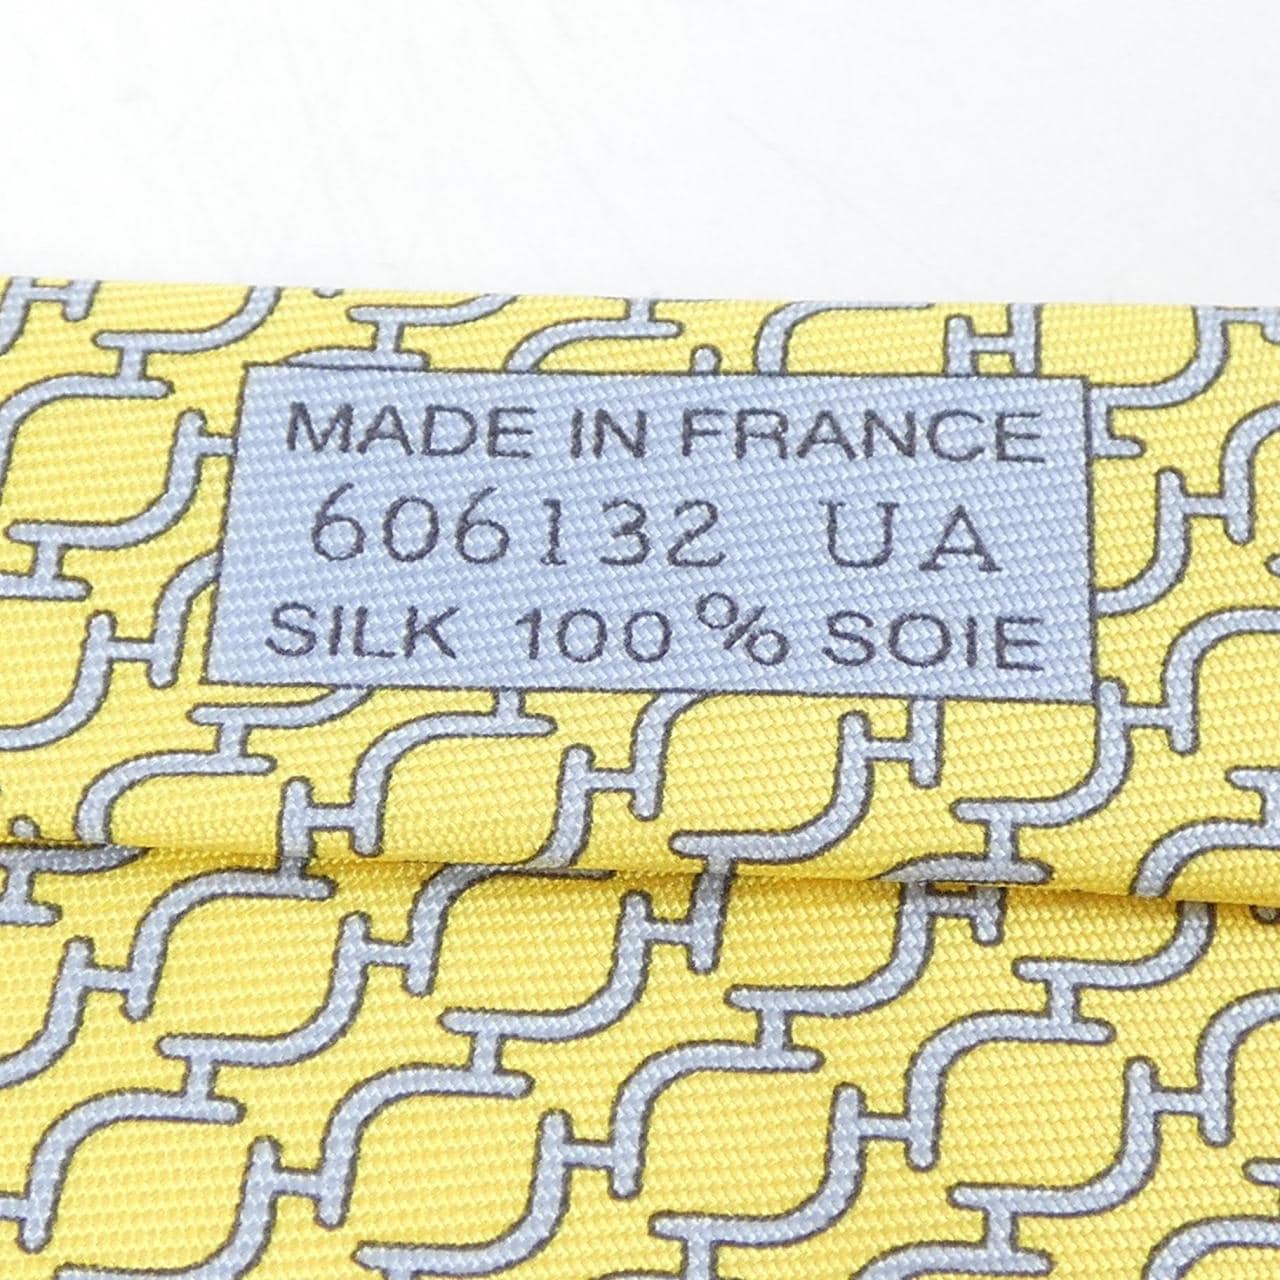 MADE IN FRANCE
606132 UA
SILK 100% SOIE